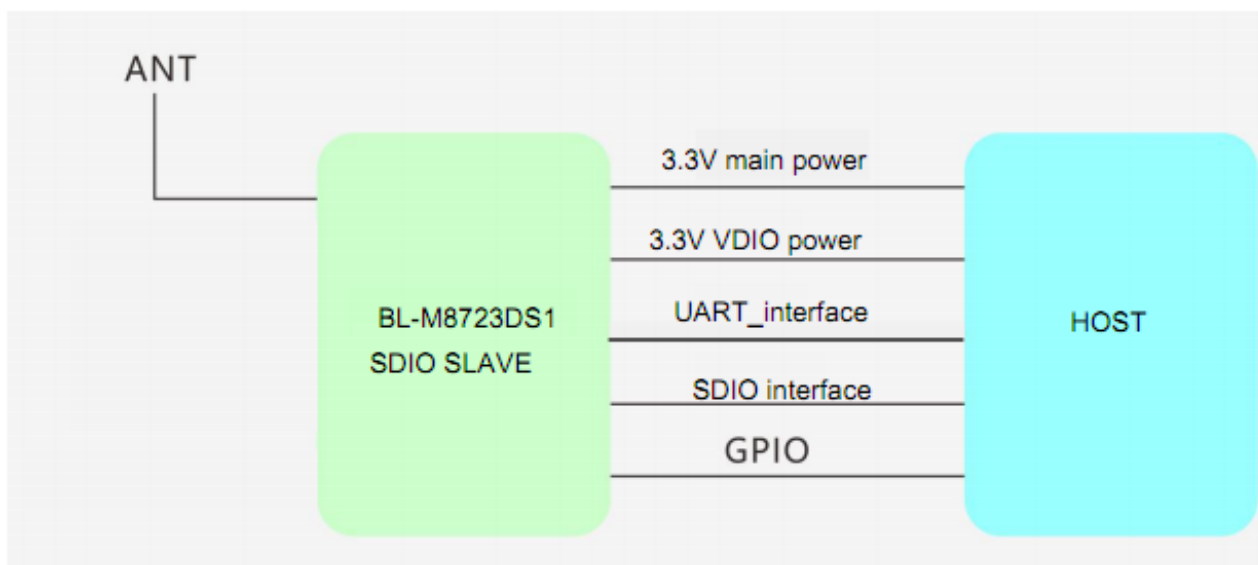 ANT
3.3V main power
3.3V VDIO power
UART_interface
BL-M8723DS1
SDIO SLAVE
HOST
SDIO interface
GPIO